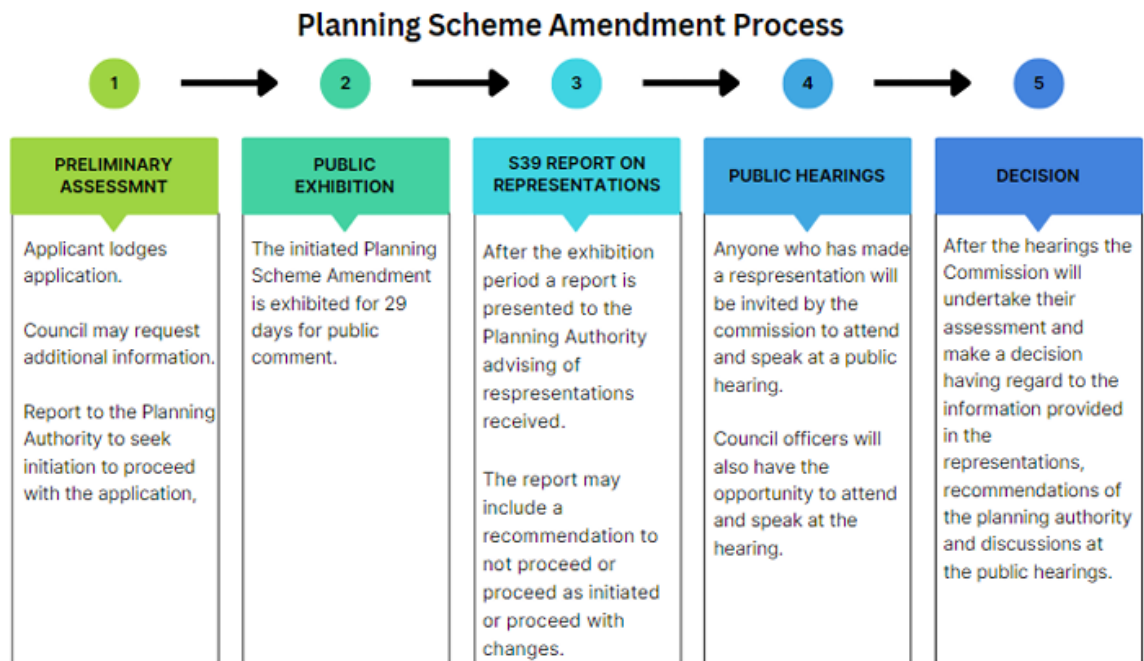 Planning Scheme Amendment Process
1
2
3
4
5
PRELIMINARY
ASSESSMNT
Applicant lodges
application.
Council may request
additional information.
Report to the Planning
Authority to seek
initiation to proceed
with the application,
PUBLIC
EXHIBITION
The initiated Planning
Scheme Amendment
is exhibited for 29
days for public
comment.
S39 REPORT ON
REPRESENTATIONS
After the exhibition
period a report is
presented to the
Planning Authority
advising of
respresentations
received.
The report may
include a
recommendation to
not proceed or
proceed as initiated
or proceed with
changes.
PUBLIC HEARINGS
Anyone who has made
a respresentation will
be invited by the
commission to attend
and speak at a public
hearing.
Council officers will
also have the
opportunity to attend
and speak at the
hearing.
DECISION
After the hearings the
Commission will
undertake their
assessment and
make a decision
having regard to the
information provided
in the
representations,
recommendations of
the planning authority
and discussions at
the public hearings.